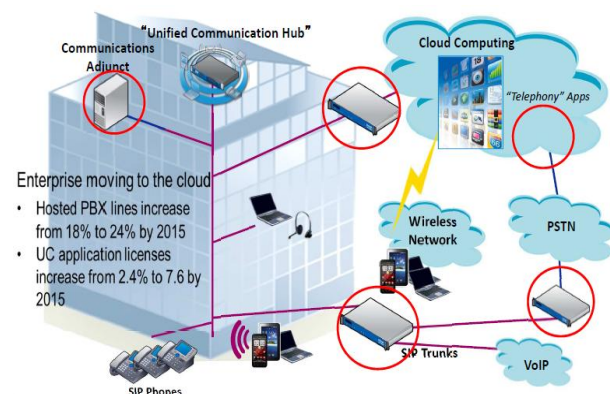 "Unified Communication Hub"
Communications
Adjunct
Cloud Computing
"Telephony" Apps
Enterprise moving to the cloud
• Hosted PBX lines increase
from 18% to 24% by 2015
• UC application licenses
increase from 2.4% to 7.6 by
2015
Wireless
Network
PSTN
SIP Trunks
VoIP
SIP Phones